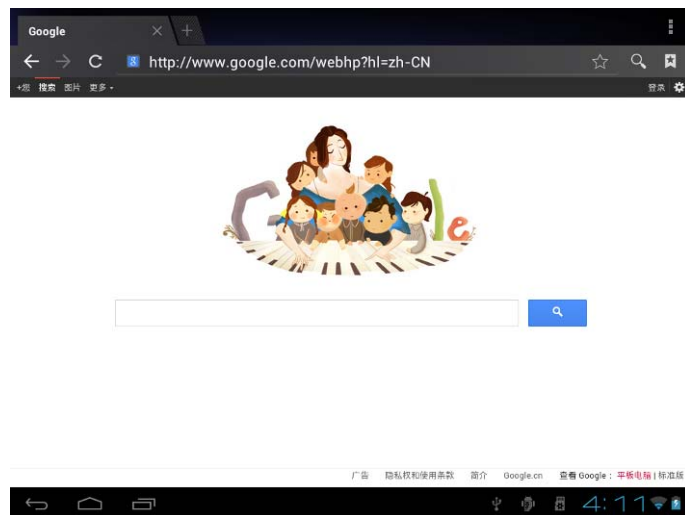 Google
http://www.google.com/webhp?hl=zh-CN
+您 搜索 图片 更多
登录
G gle
广告 隐私权和使用条款 简介 Google.cn 查看 Google： 平板电脑 | 标准版
4:11